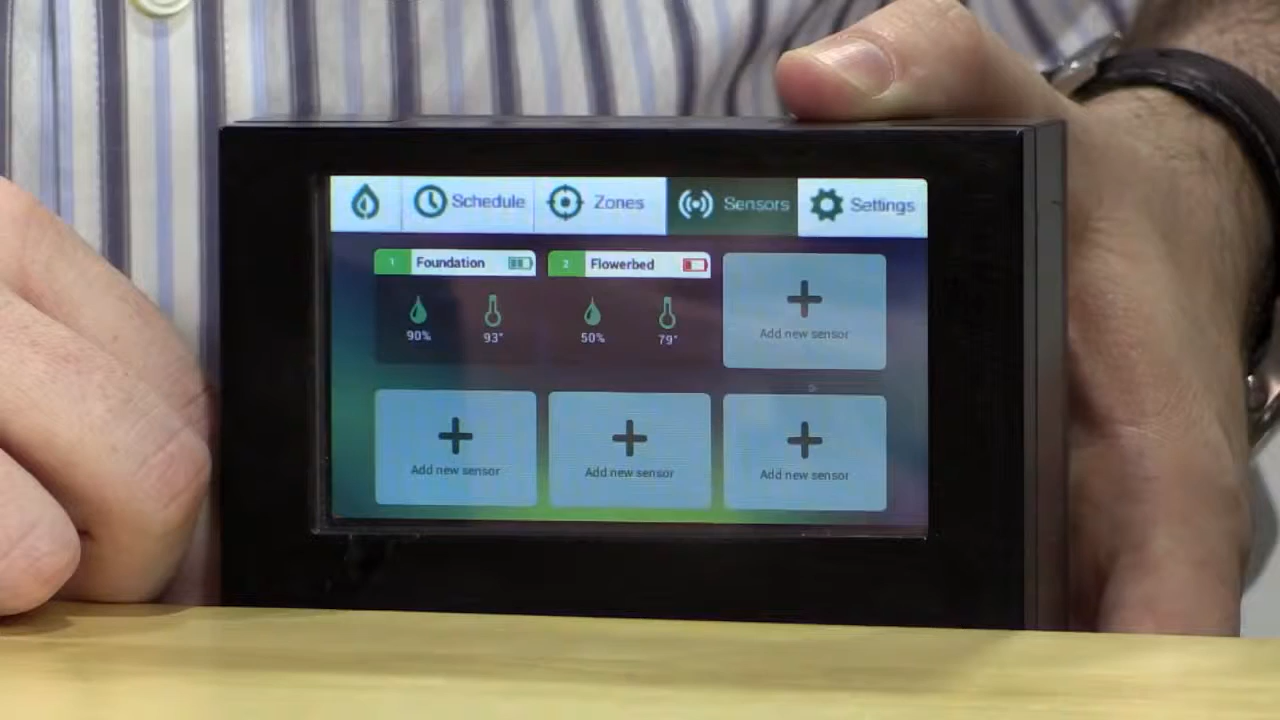 Schedule
Zones
Sensors
Settings
1 Foundation
2 Flowerbed
90% 93°
50% 79°
Add new sensor
Add new sensor
Add new sensor
Add new sensor